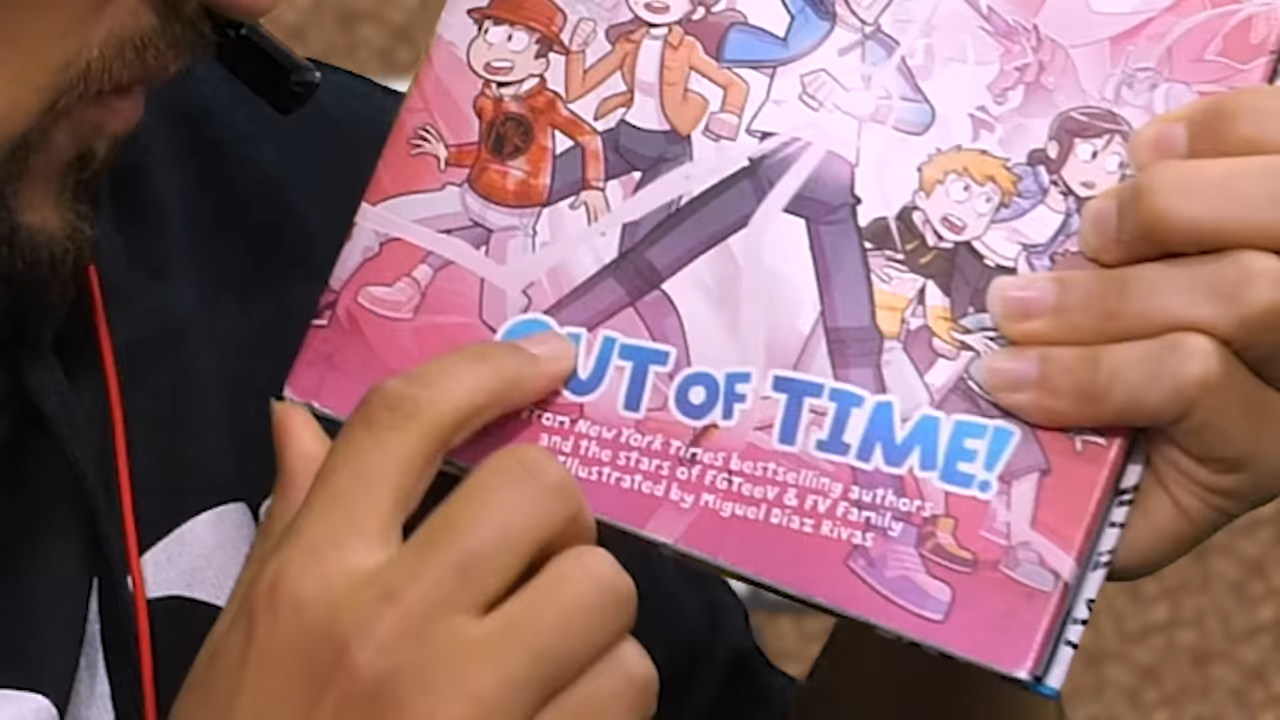 OUT OF TIME!
From New York Times bestselling authors
and the stars of FGTeeV & FV Family
Illustrated by Miguel Díaz Rivas